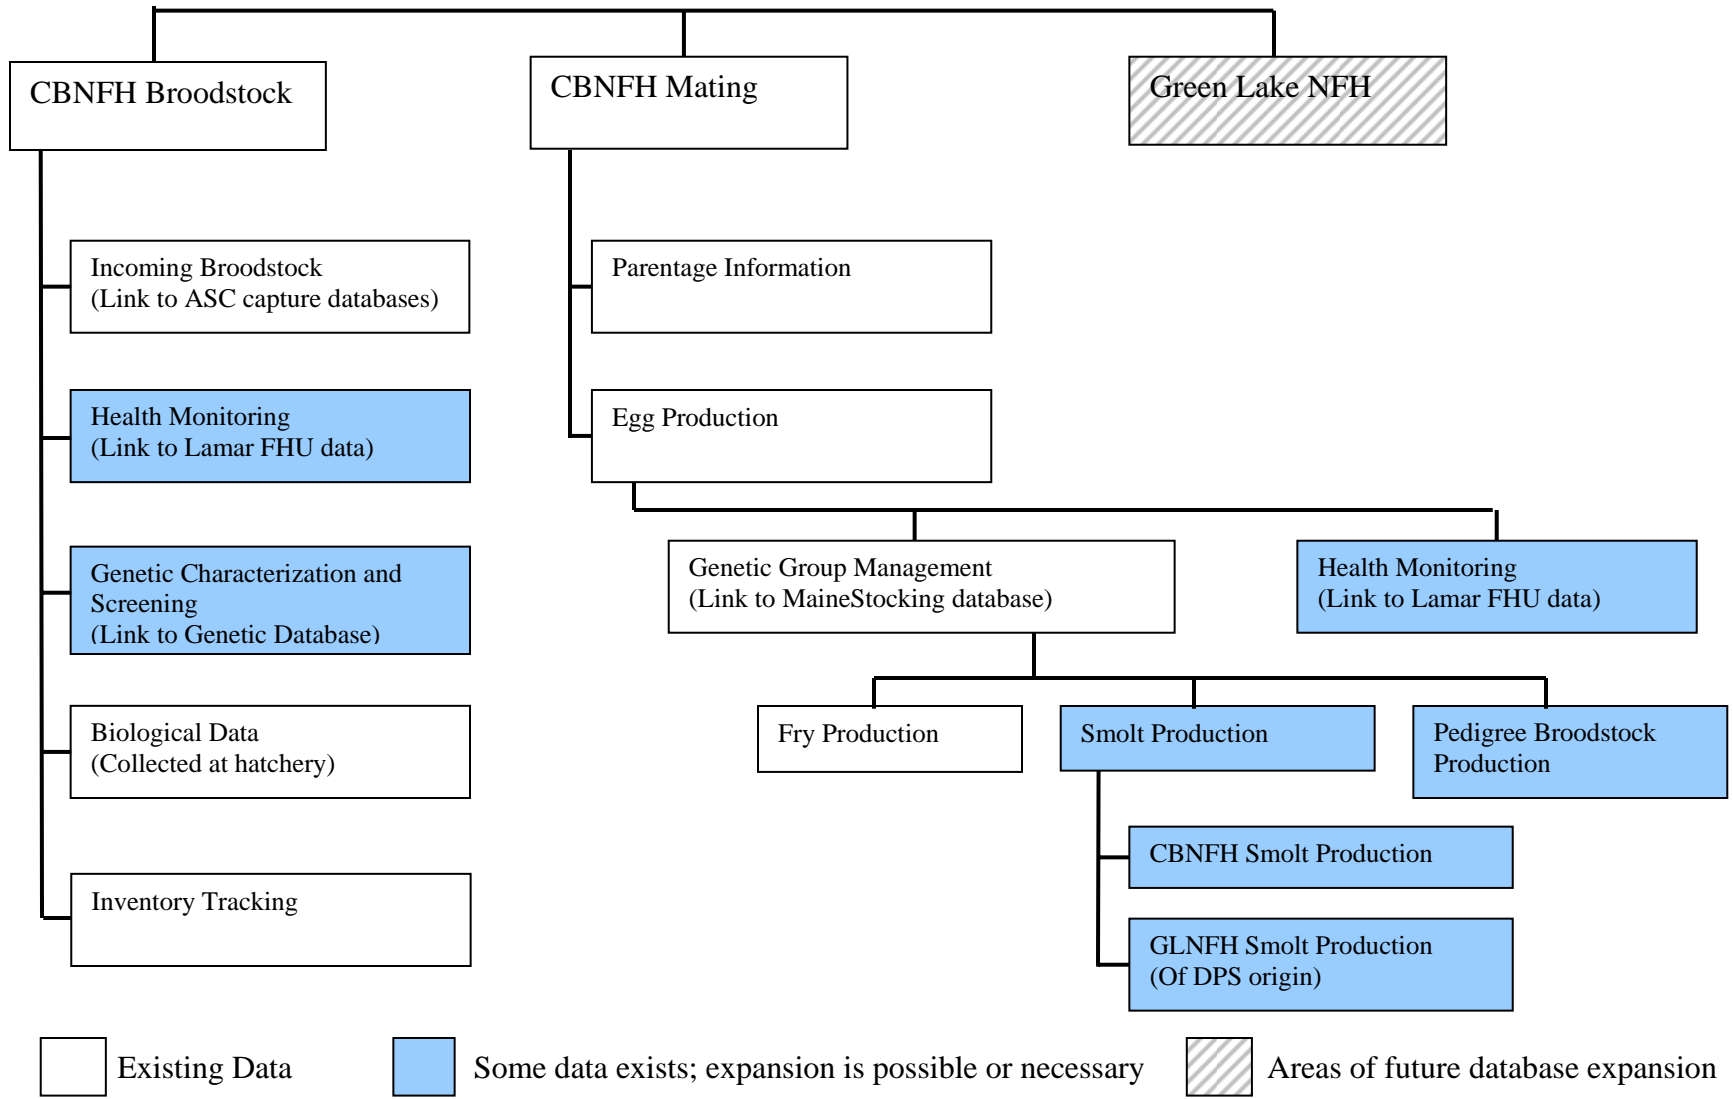 CBNFH Broodstock
CBNFH Mating
Green Lake NFH
Incoming Broodstock
(Link to ASC capture databases)
Parentage Information
Health Monitoring
(Link to Lamar FHU data)
Egg Production
Genetic Characterization and
Screening
(Link to Genetic Database)
Genetic Group Management
(Link to MaineStocking database)
Health Monitoring
(Link to Lamar FHU data)
Biological Data
(Collected at hatchery)
Fry Production
Smolt Production
Pedigree Broodstock
Production
CBNFH Smolt Production
Inventory Tracking
GLNFH Smolt Production
(Of DPS origin)
Existing Data
Some data exists; expansion is possible or necessary
Areas of future database expansion